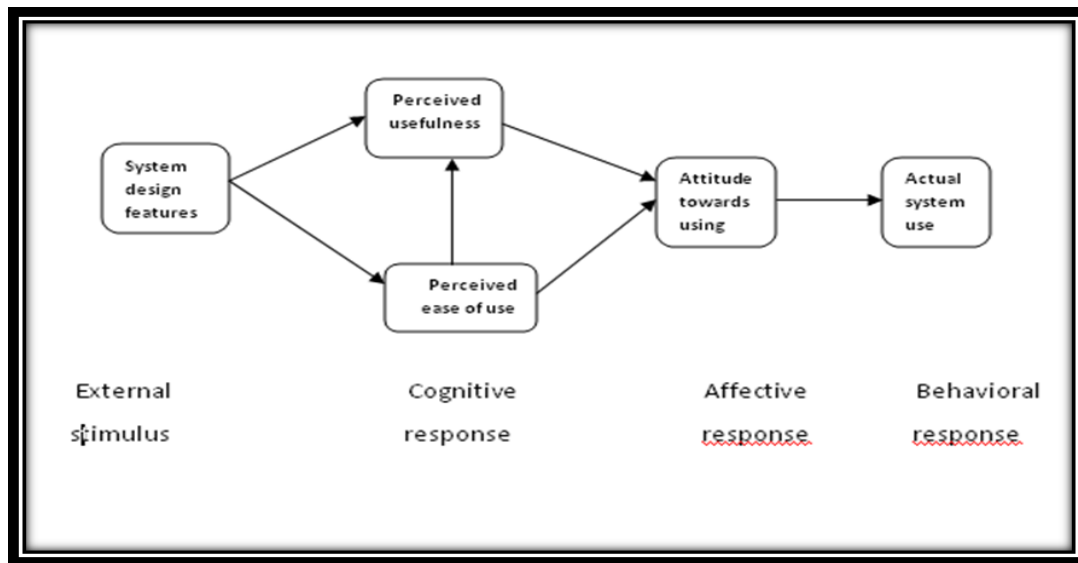 Perceived
usefulness
System
design
features
Attitude
towards
using
Actual
system
use
Perceived
ease of use
External
stimulus
Cognitive
response
Affective
response
Behavioral
response